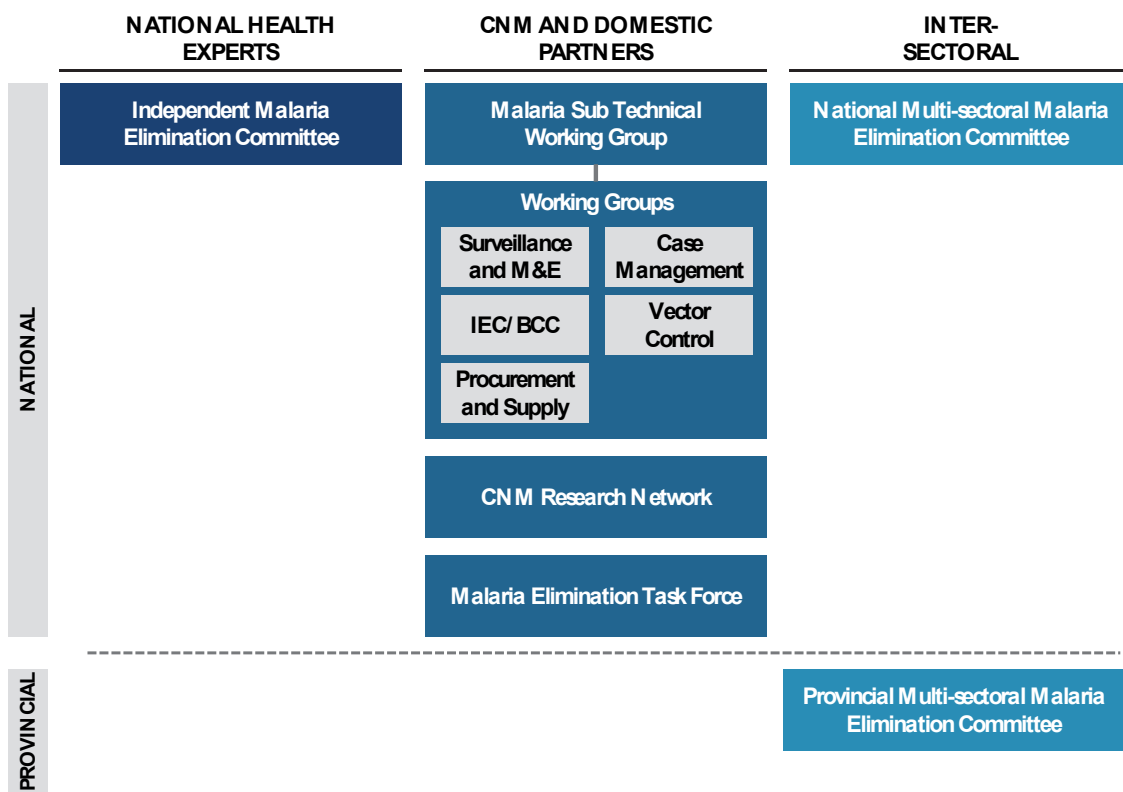 NATIONAL HEALTH
EXPERTS
CNM AND DOMESTIC
PARTNERS
INTER-
SECTORAL
NATIONAL
Independent Malaria
Elimination Committee
Malaria Sub Technical
Working Group
National Multi-sectoral Malaria
Elimination Committee
Working Groups
Surveillance
and M&E
Case
Management
IEC/ BCC
Vector
Control
Procurement
and Supply
CNM Research Network
Malaria Elimination Task Force
PROVINCIAL
Provincial Multi-sectoral Malaria
Elimination Committee